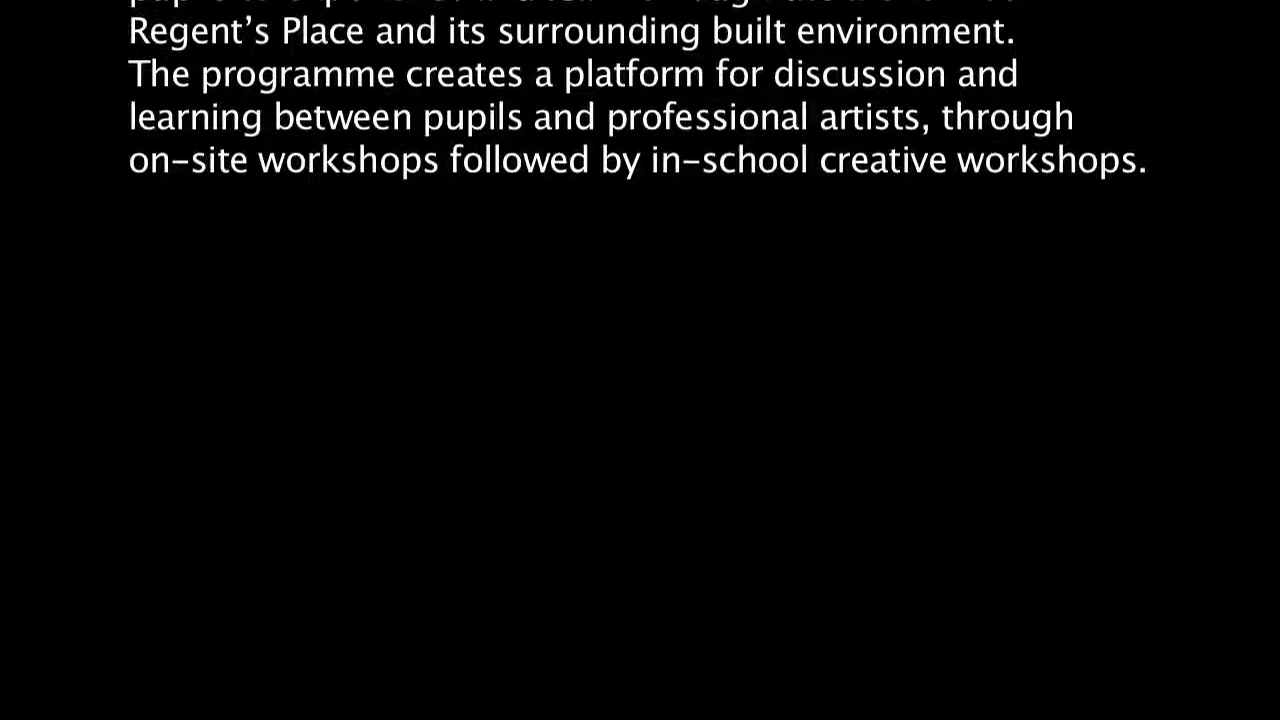 Regent's Place and its surrounding built environment.
The programme creates a platform for discussion and
learning between pupils and professional artists, through
on-site workshops followed by in-school creative workshops.